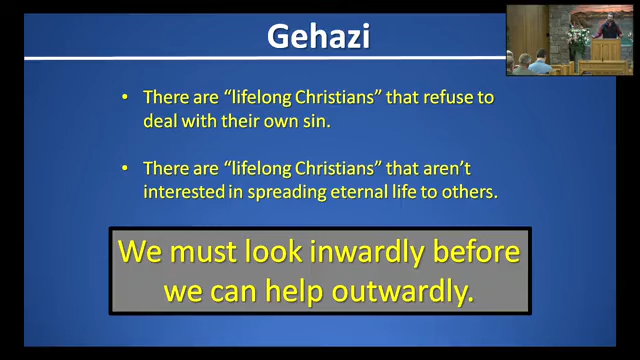 Gehazi
• There are “lifelong Christians” that refuse to
deal with their own sin.
• There are “lifelong Christians” that aren’t
interested in spreading eternal life to others.
We must look inwardly before
we can help outwardly.